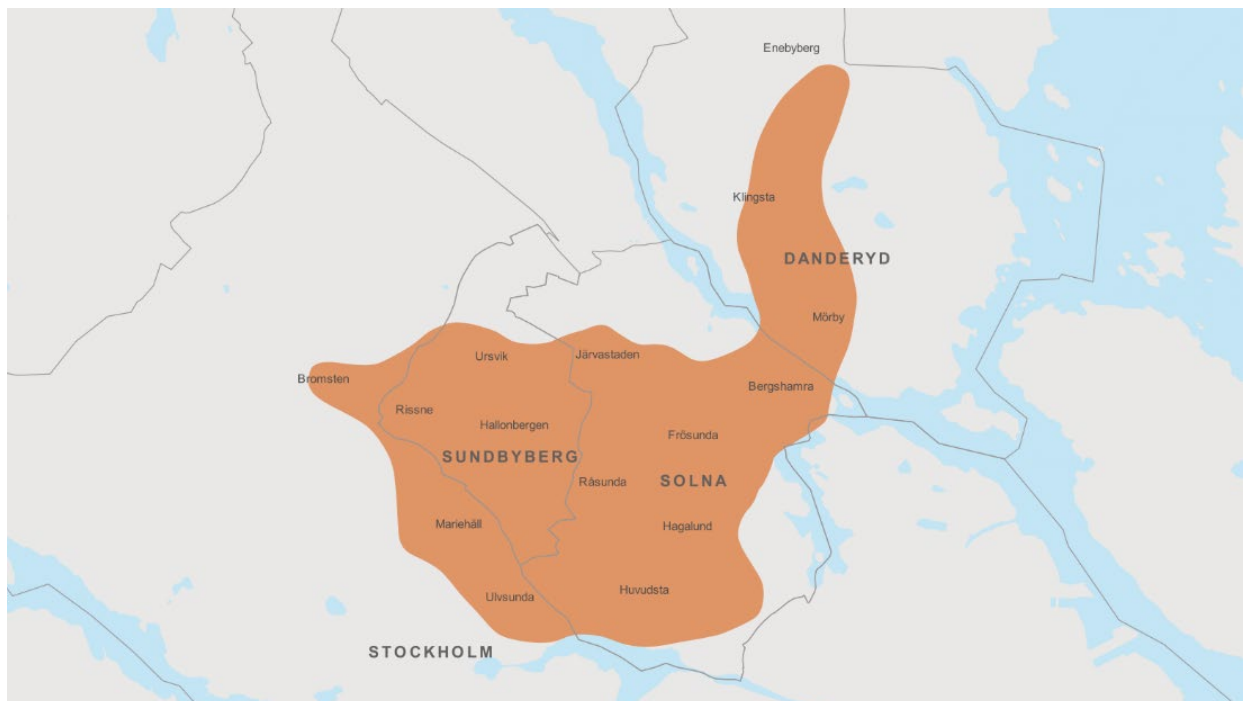 Enebyberg
Klingsta
DANDERYD
Mörby
Ursvik
Järvastaden
Bromsten
Bergshamra
Rissne
Hallonbergen
Frösunda
SUNDBYBERG
Råsunda
SOLNA
Mariehäll
Hagalund
Huvudsta
Ulvsunda
STOCKHOLM